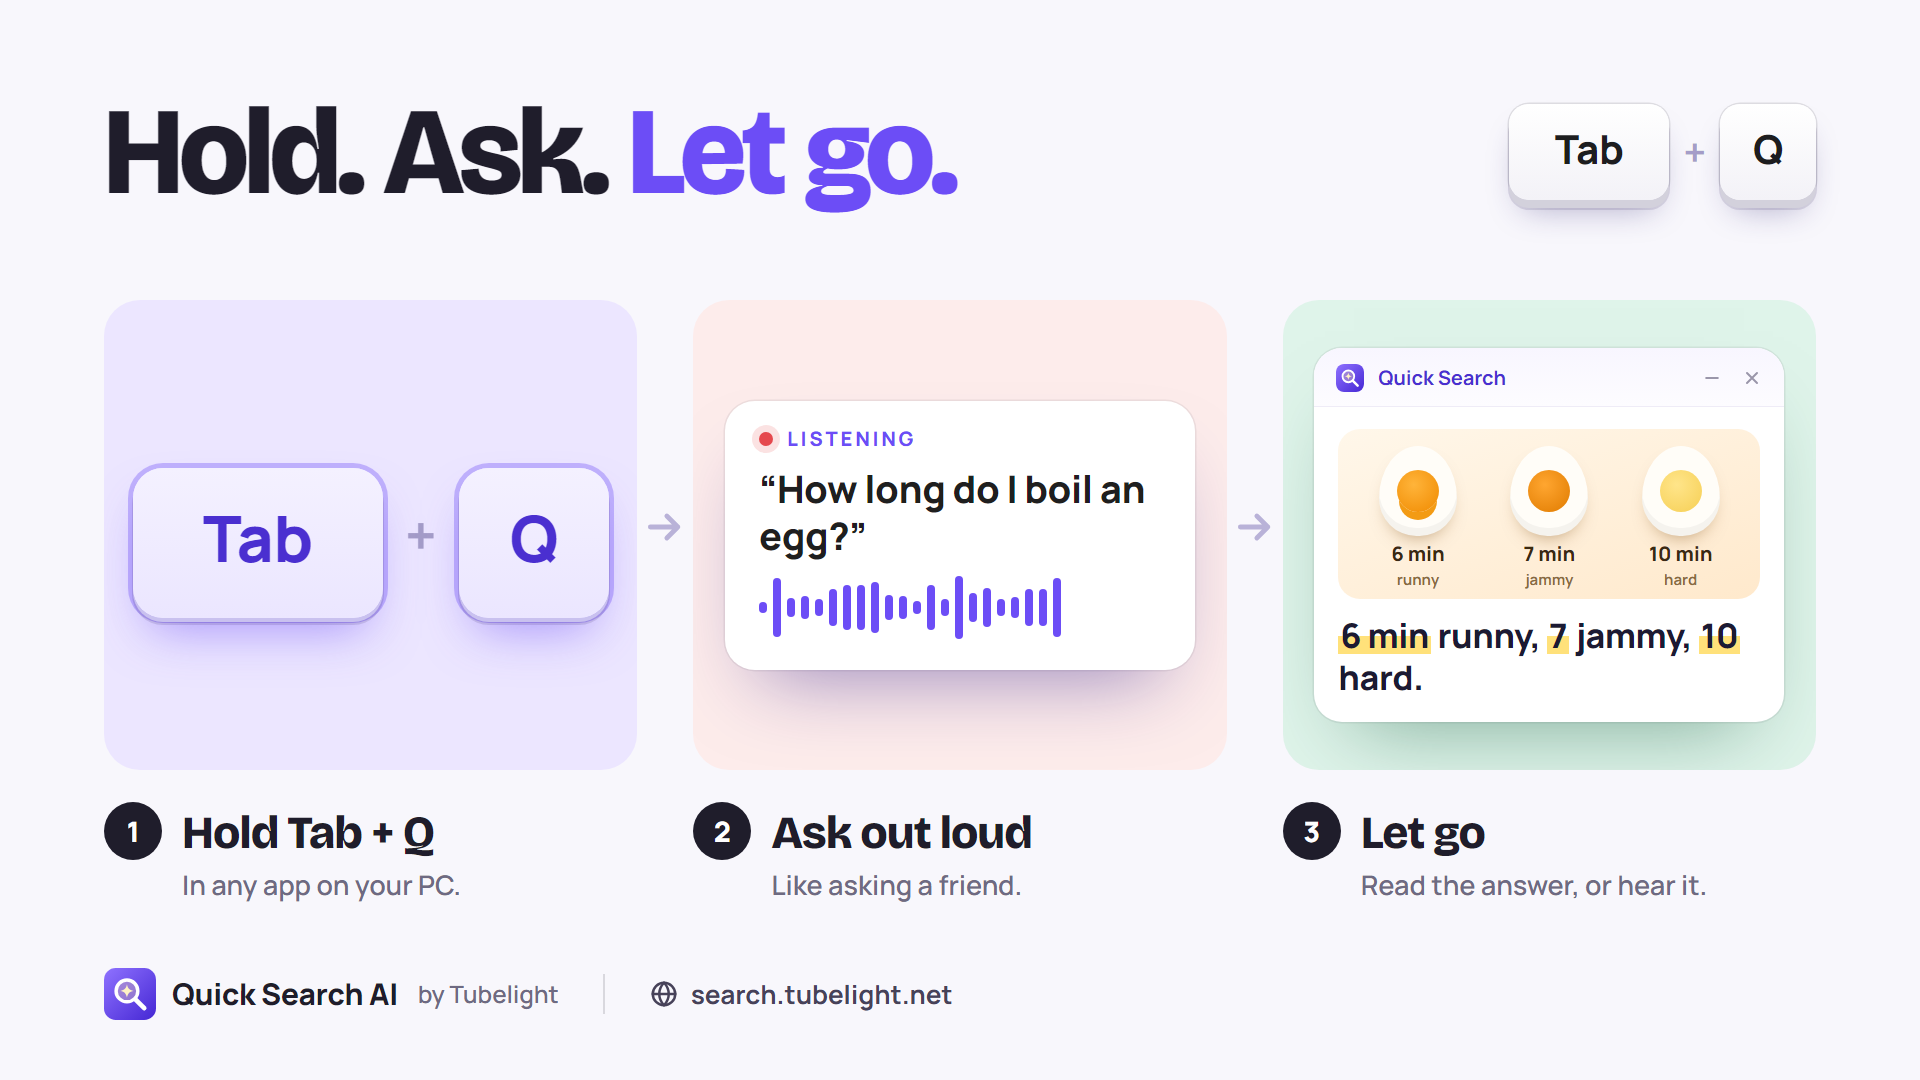 Hold. Ask. Let go.
Tab + Q
Tab + Q
LISTENING
“How long do I boil an
egg?”
Quick Search
6 min
runny
7 min
jammy
10 min
hard
6 min runny, 7 jammy, 10
hard.
1 Hold Tab + Q
In any app on your PC.
2 Ask out loud
Like asking a friend.
3 Let go
Read the answer, or hear it.
Quick Search AI by Tubelight
search.tubelight.net